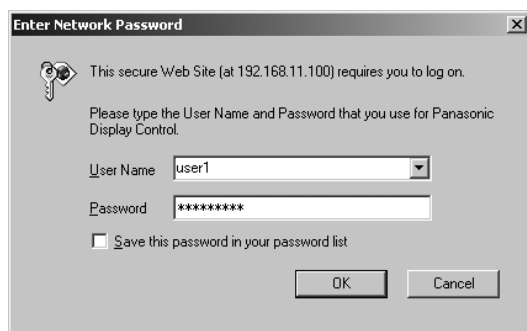 Enter Network Password
This secure Web Site (at 192.168.11.100) requires you to log on.
Please type the User Name and Password that you use for Panasonic
Display Control.
User Name user1
Password *********
Save this password in your password list
OK Cancel